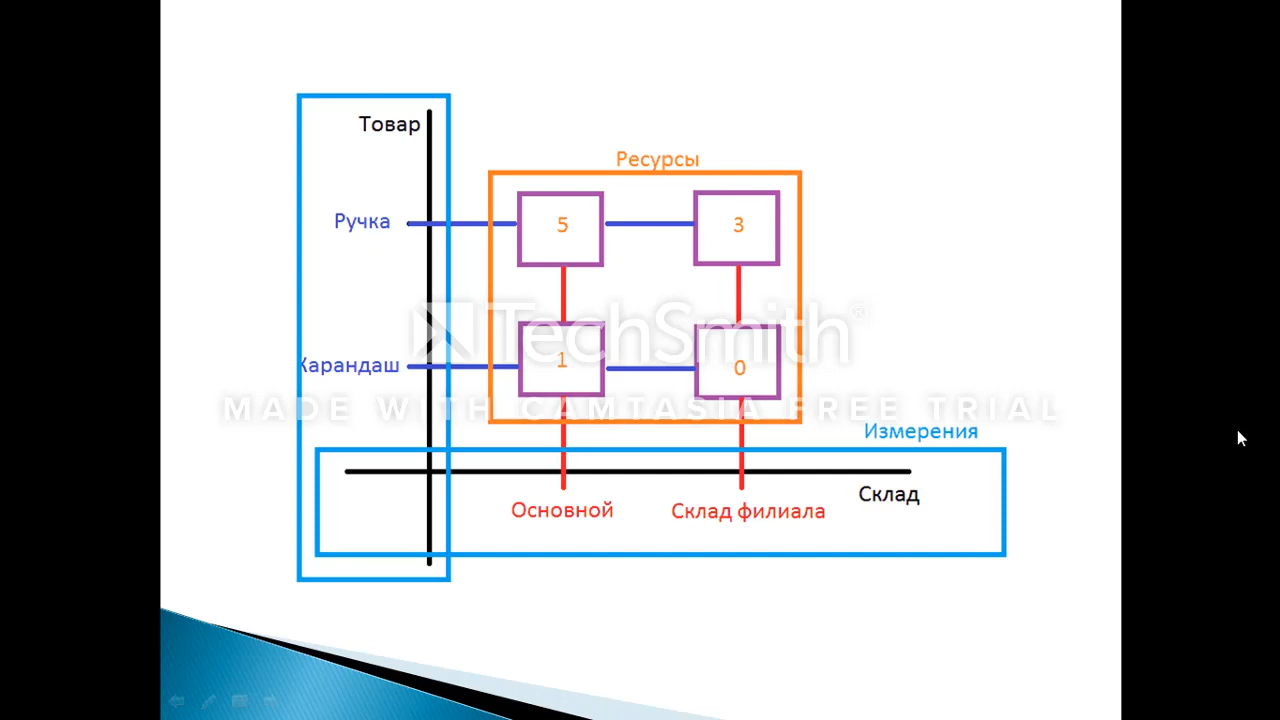 Товар
Ресурсы
Ручка
5
3
TechSmith®
Карандаш
1
0
MADE WITH CAMTASIA FREE TRIAL
Измерения
Склад
Основной
Склад филиала